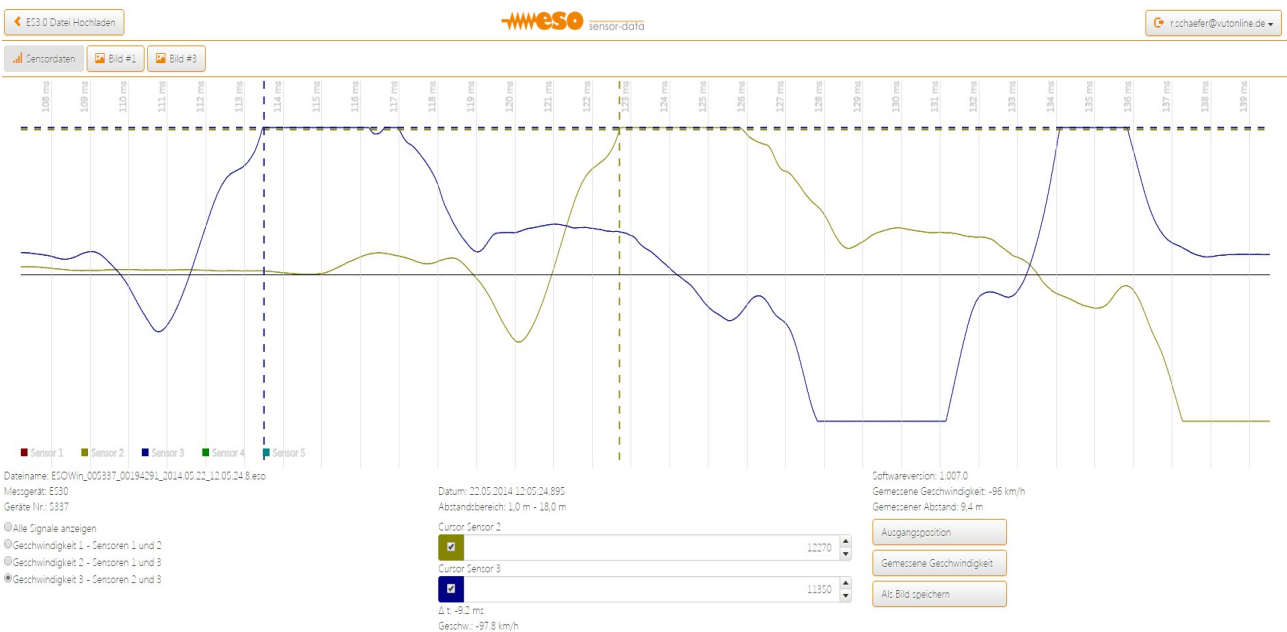 ES3.0 Datei Hochladen
eso sensor-data
r.schaefer@vutonline.de
Sensordaten Bild #1 Bild #3
108 ms 109 ms 110 ms 111 ms 112 ms 113 ms 114 ms 115 ms 116 ms 117 ms 118 ms 119 ms 120 ms 121 ms 122 ms 123 ms 124 ms 125 ms 126 ms 127 ms 128 ms 129 ms 130 ms 131 ms 132 ms 133 ms 134 ms 135 ms 136 ms 137 ms 138 ms 139 ms
Sensor 1 Sensor 2 Sensor 3 Sensor 4 Sensor 5
Dateiname: ESOWin_005337_00194291_2014.05.22_12.05.24.8.eso
Messgerät: ES30
Geräte Nr.: 5337
Alle Signale anzeigen
Geschwindigkeit 1 - Sensoren 1 und 2
Geschwindigkeit 2 - Sensoren 1 und 3
Geschwindigkeit 3 - Sensoren 2 und 3
Datum: 22.05.2014 12:05:24.895
Abstandsbereich: 1,0 m - 18,0 m
Cursor Sensor 2
12270
Cursor Sensor 3
11350
Δ t: -9.2 ms
Geschw.: -97.8 km/h
Softwareversion: 1.007.0
Gemessene Geschwindigkeit: -96 km/h
Gemessener Abstand: 9,4 m
Ausgangsposition
Gemessene Geschwindigkeit
Als Bild speichern